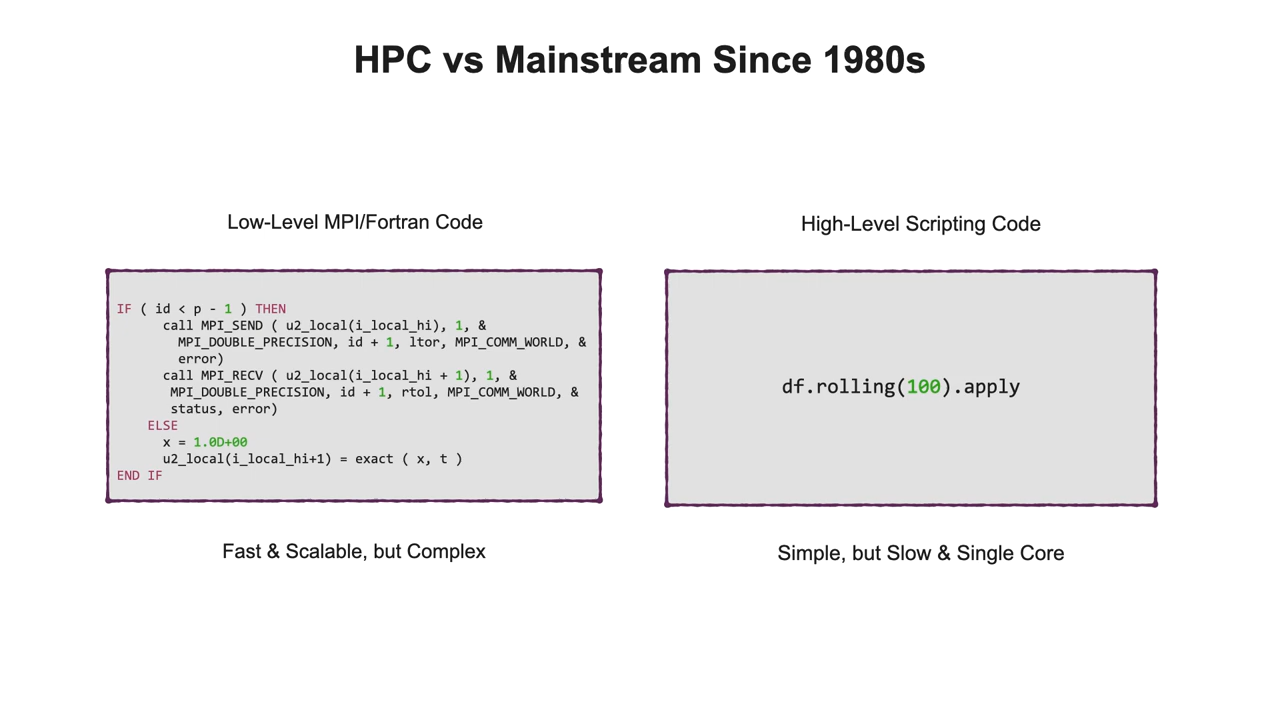 HPC vs Mainstream Since 1980s
Low-Level MPI/Fortran Code
IF ( id < p - 1 ) THEN
call MPI_SEND ( u2_local(i_local_hi), 1, &
MPI_DOUBLE_PRECISION, id + 1, ltor, MPI_COMM_WORLD, &
error)
call MPI_RECV ( u2_local(i_local_hi + 1), 1, &
MPI_DOUBLE_PRECISION, id + 1, rtol, MPI_COMM_WORLD, &
status, error)
ELSE
x = 1.0D+00
u2_local(i_local_hi+1) = exact ( x, t )
END IF
Fast & Scalable, but Complex
High-Level Scripting Code
df.rolling(100).apply
Simple, but Slow & Single Core